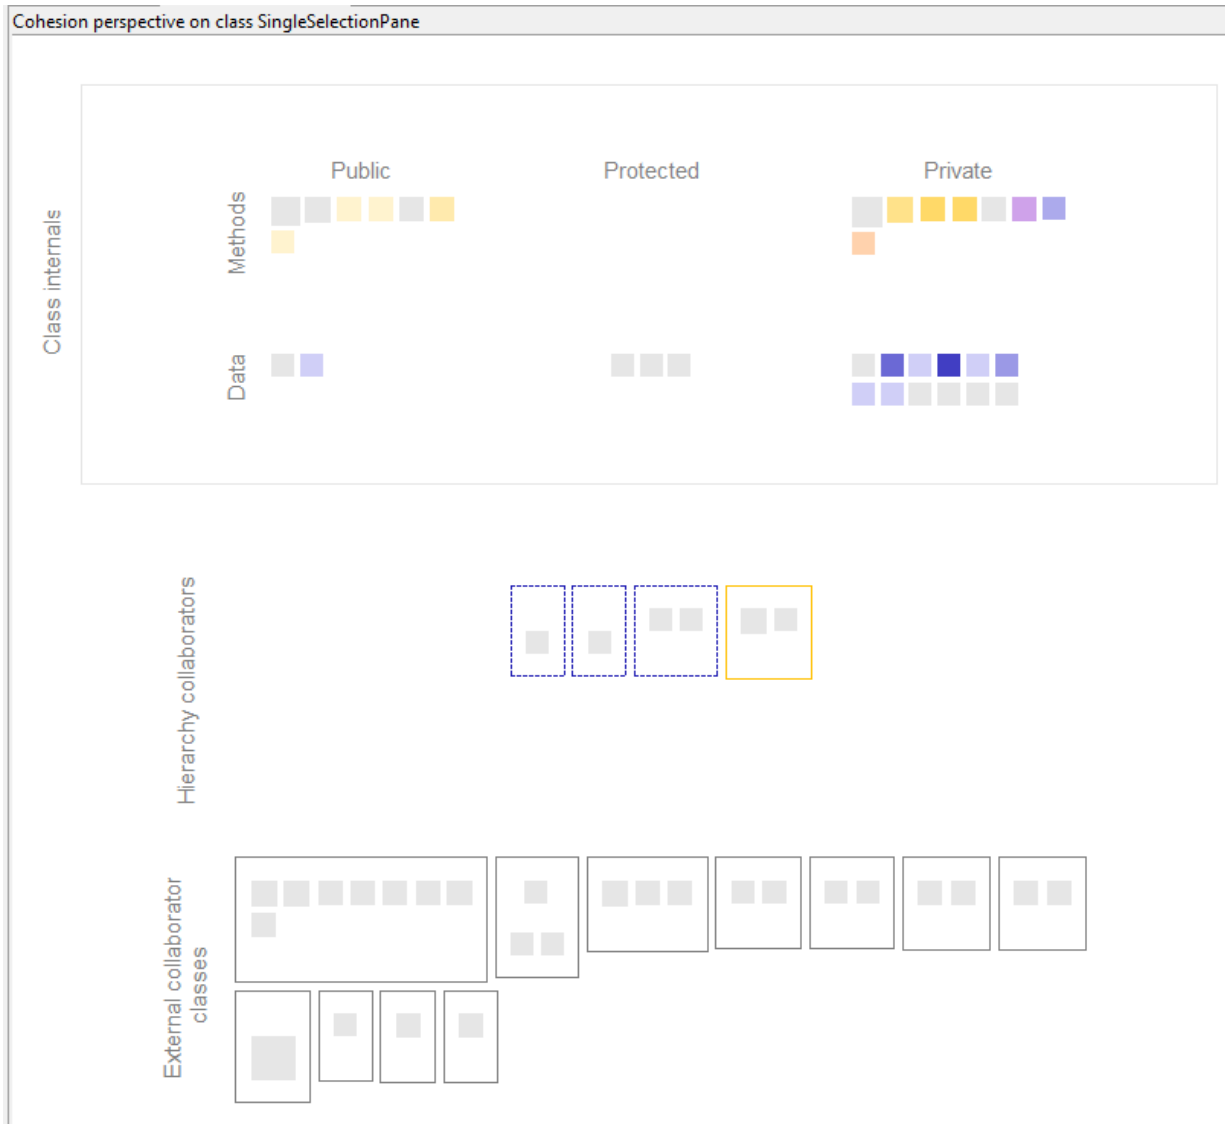 Cohesion perspective on class SingleSelectionPane
Public
Protected
Private
Class internals
Methods
Data
Hierarchy collaborators
External collaborator
classes